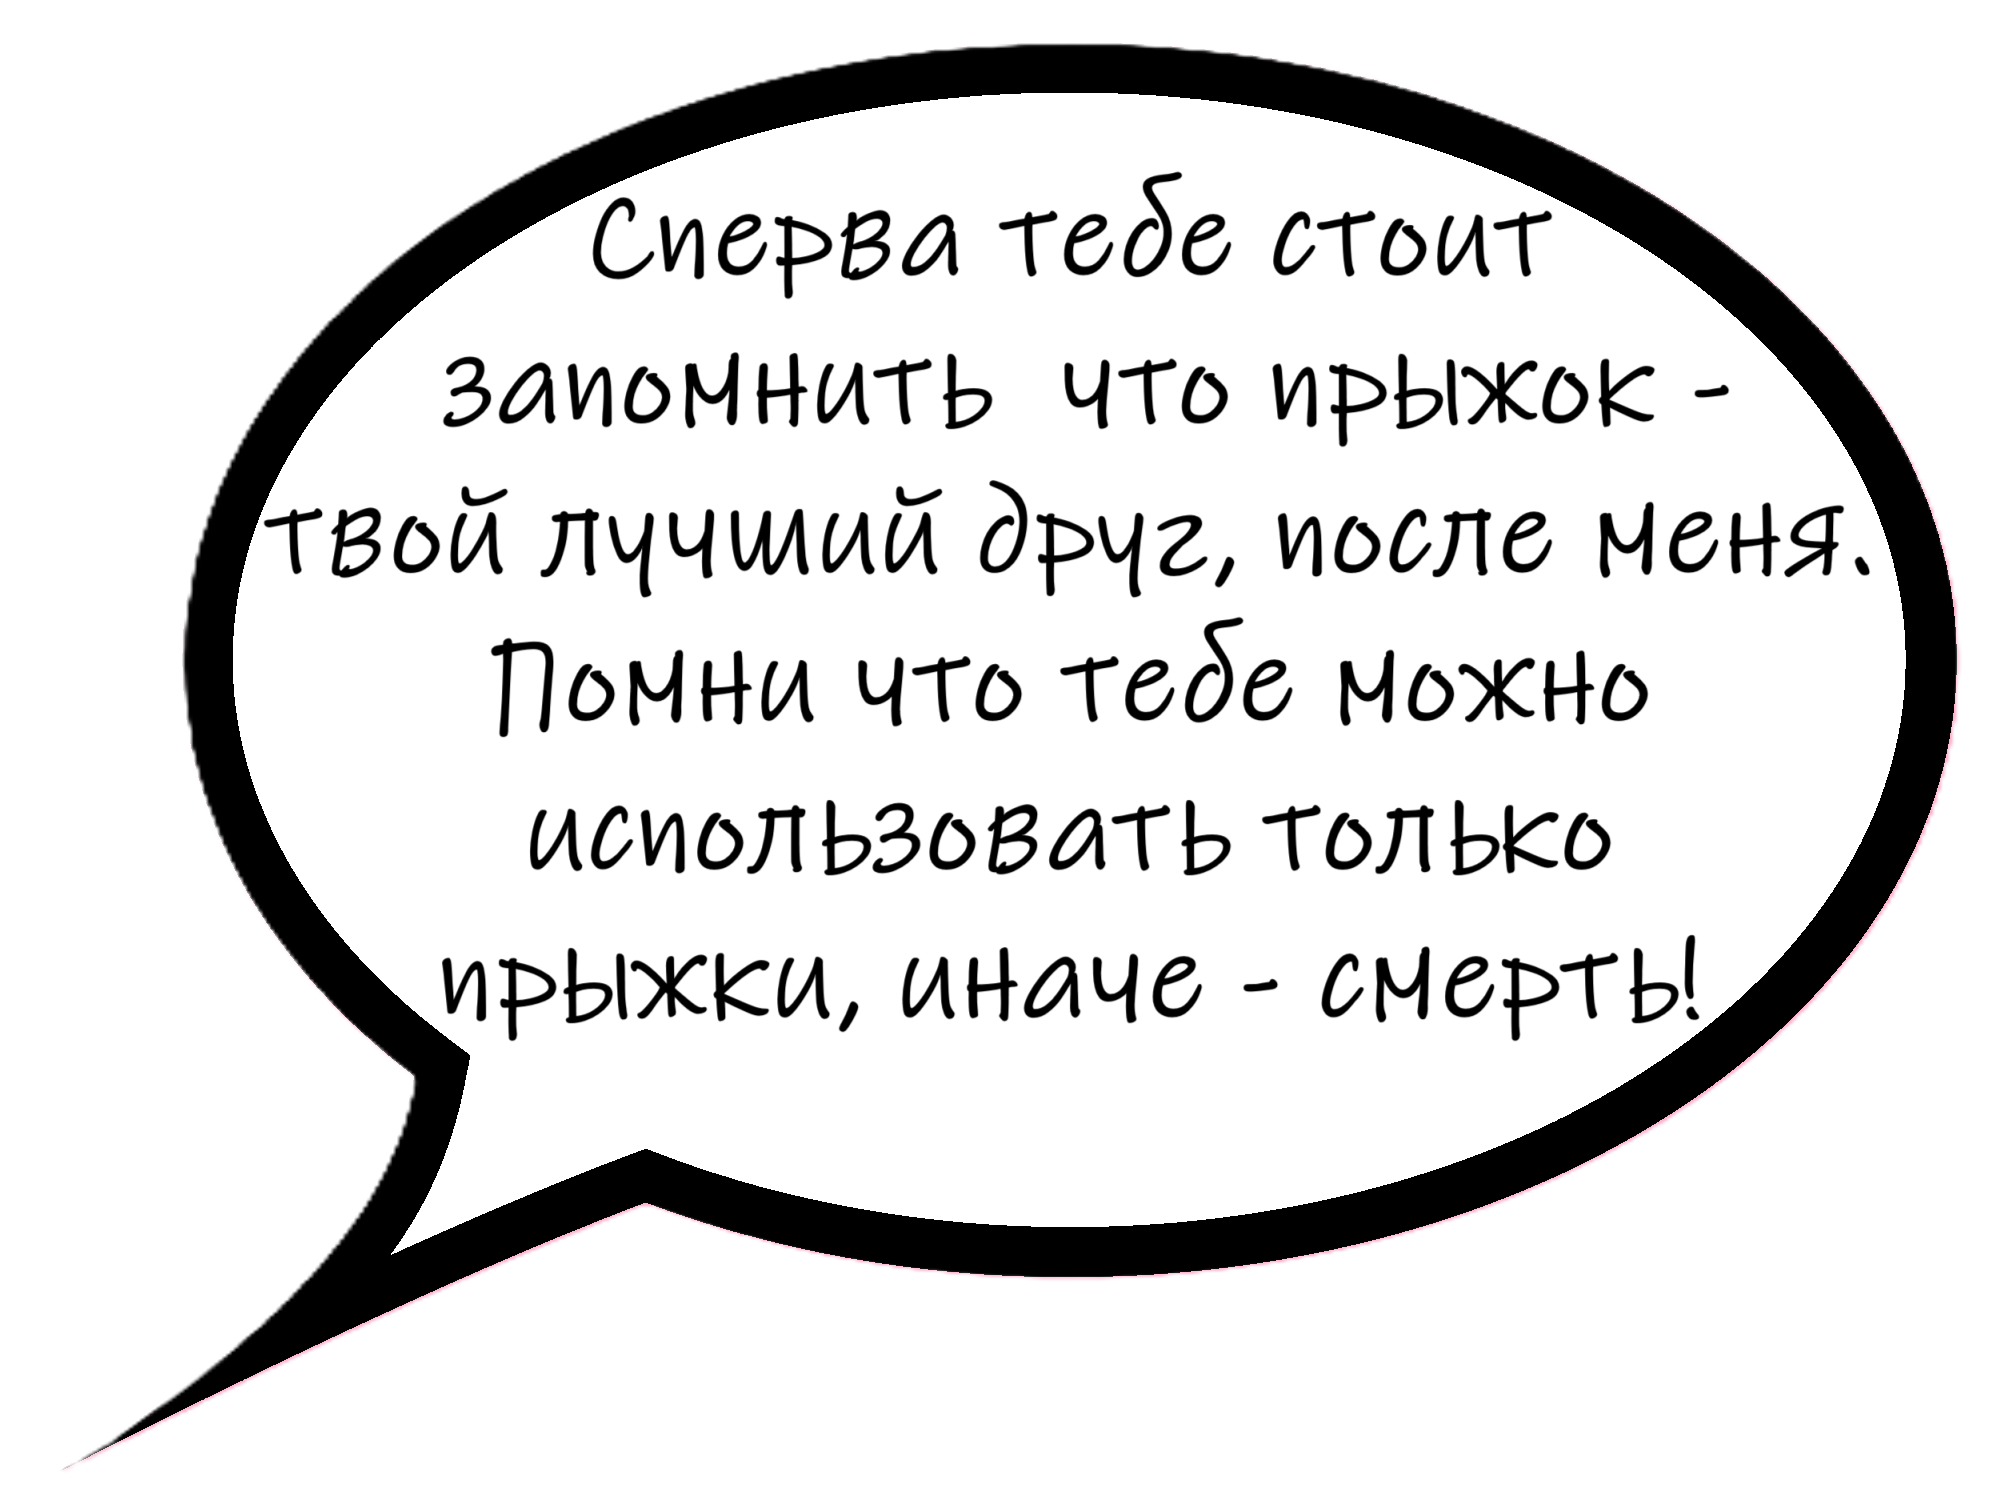 Сперва тебе стоит
запомнить  что прыжок -
твой лучший друг, после меня.
Помни что тебе можно
использовать только
прыжки, иначе - смерть!